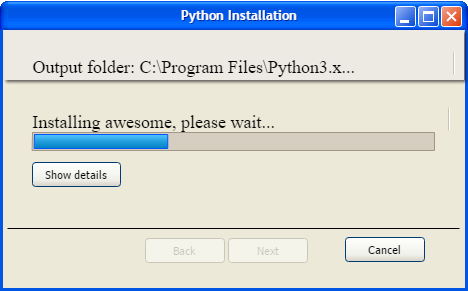 Python Installation
Output folder: C:\Program Files\Python3.x...
Installing awesome, please wait...
Show details
Back
Next
Cancel